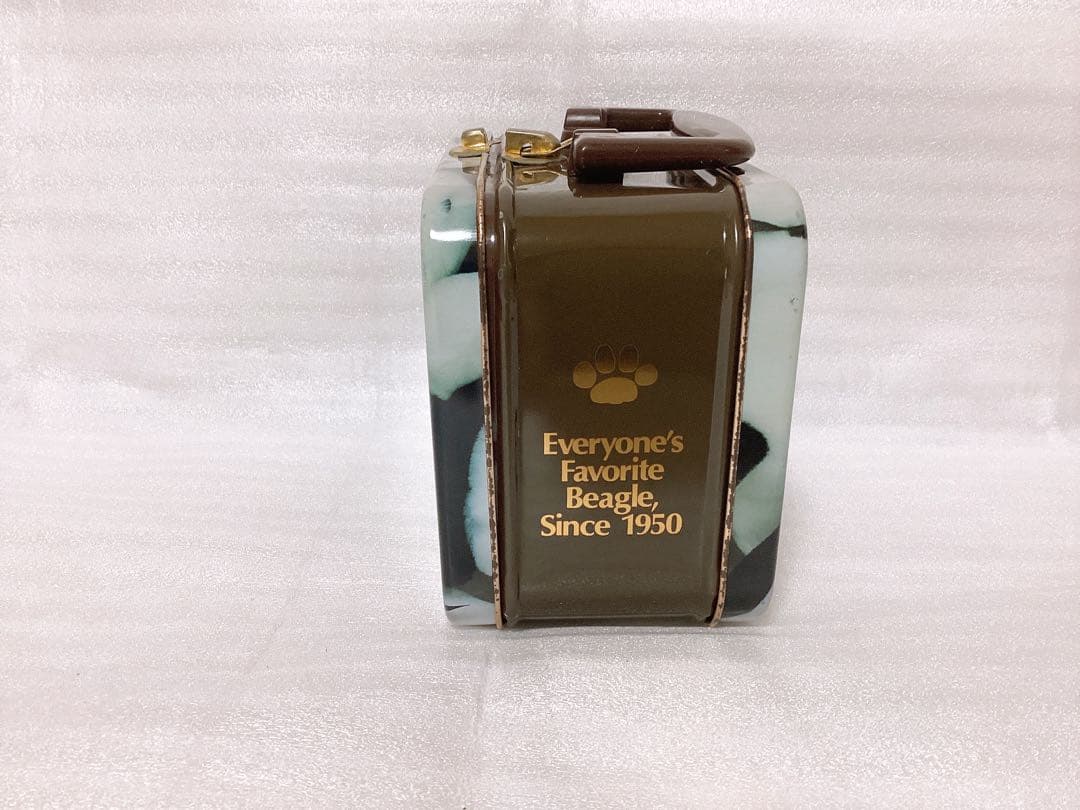 Everyone's
Favorite
Beagle,
Since 1950